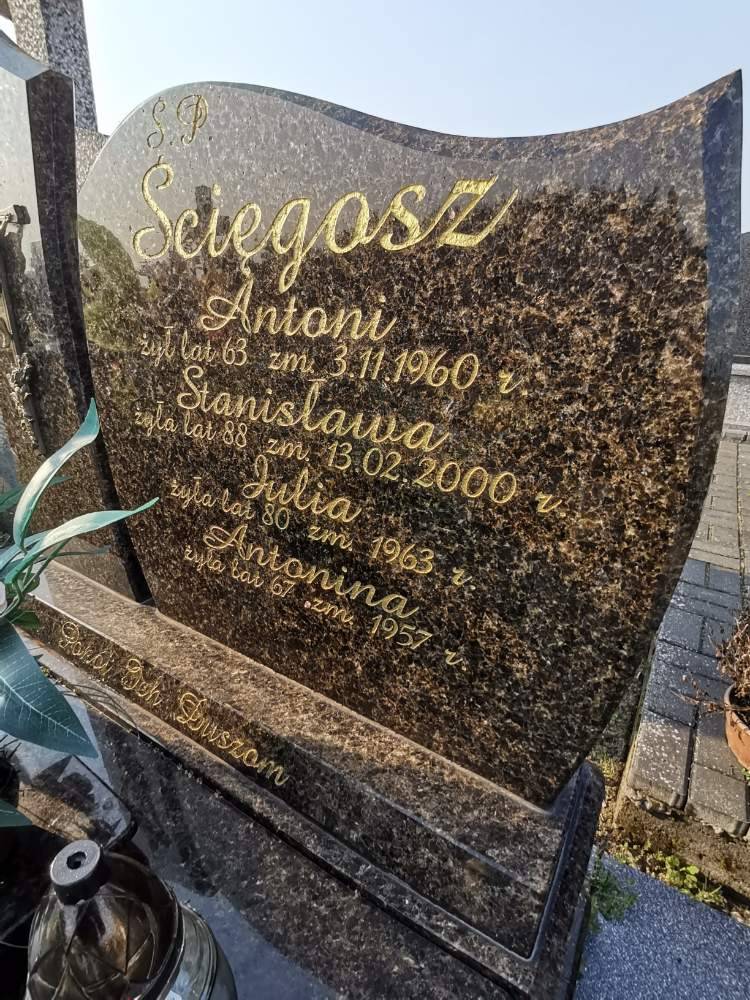 Ś.P
Ścięgosz
Antoni
żył lat 63 zm. 3.11.1960 r.
Stanisława
żyła lat 88 zm. 13.02.2000 r.
Julia
żyła lat 80 zm. 1963 r.
Antonina
żyła lat 67 zm. 1957 r
Pokój Ich Duszom